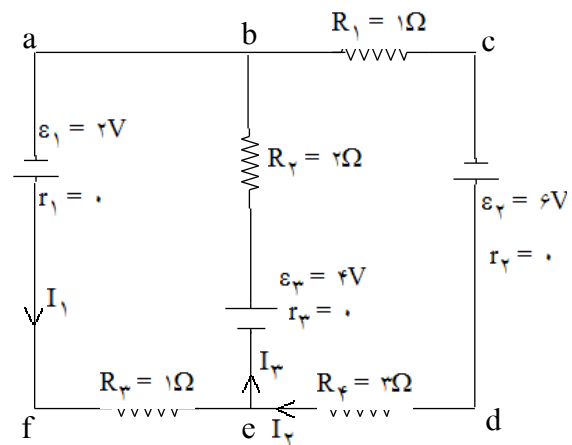 a
b
R۱ = ۱Ω
c
ε۱ = ۲V
r۱ = ۰
R۲ = ۲Ω
ε۲ = ۶V
r۲ = ۰
ε۳ = ۴V
r۳ = ۰
I۱
I۳
R۳ = ۱Ω
R۴ = ۳Ω
f
e
I۲
d